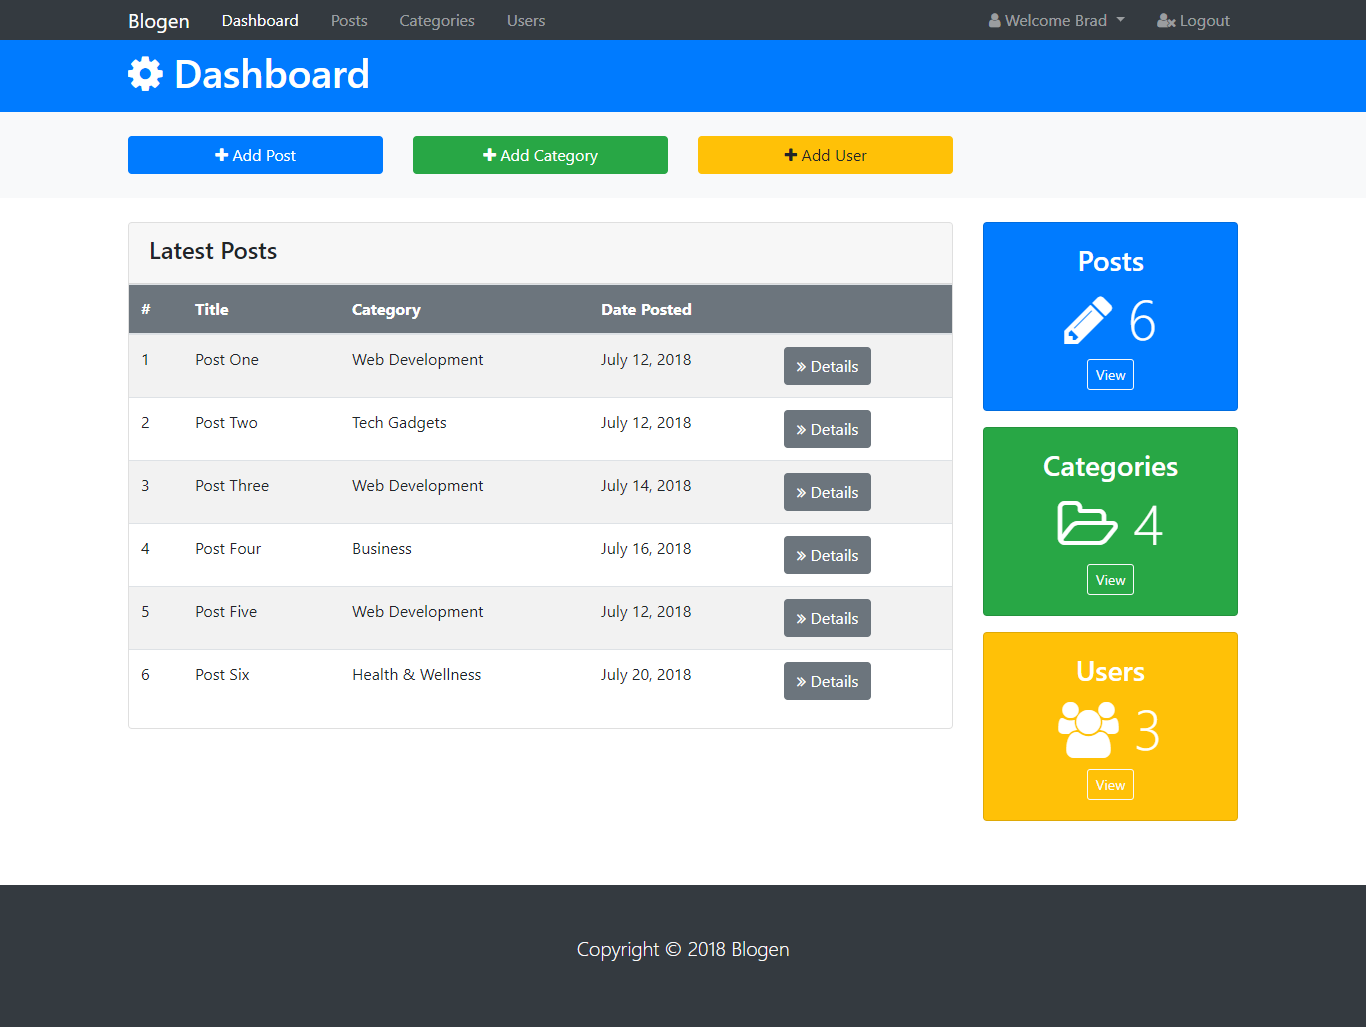 Blogen Dashboard Posts Categories Users Welcome Brad Logout
Dashboard
Add Post Add Category Add User
Latest Posts
# Title Category Date Posted
1 Post One Web Development July 12, 2018 Details
2 Post Two Tech Gadgets July 12, 2018 Details
3 Post Three Web Development July 14, 2018 Details
4 Post Four Business July 16, 2018 Details
5 Post Five Web Development July 12, 2018 Details
6 Post Six Health & Wellness July 20, 2018 Details
Posts
6
View
Categories
4
View
Users
3
View
Copyright © 2018 Blogen